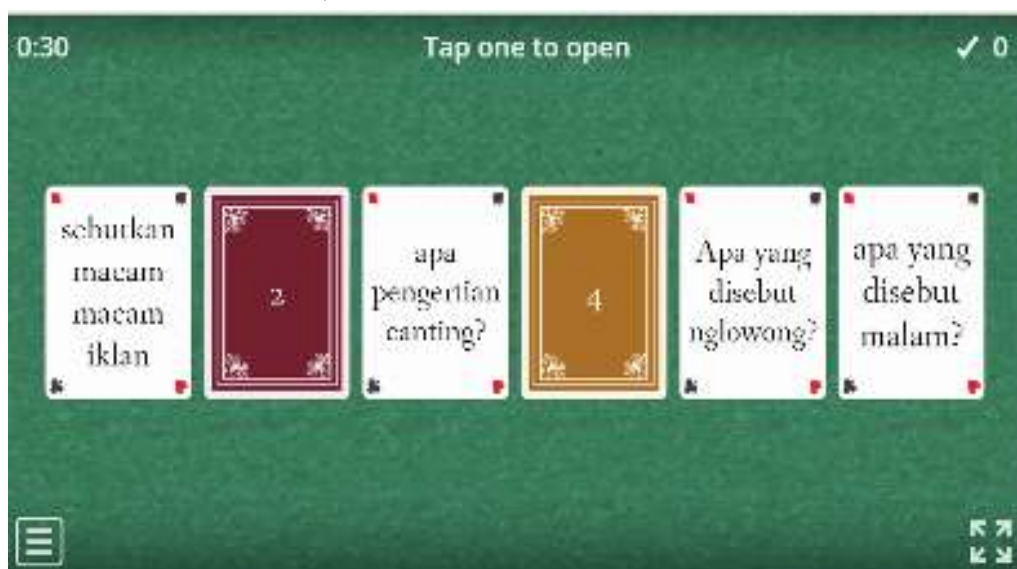 0:30
Tap one to open
✓ 0
sebutkan
macam
macam
iklan
2
apa
pengertian
canting?
4
Apa yang
disebut
nglowong?
apa yang
disebut
malam?